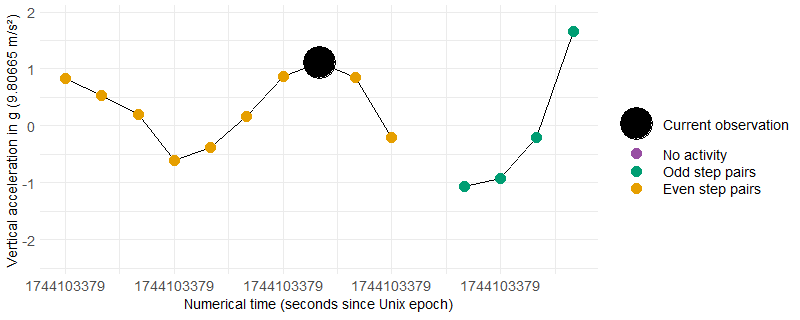 Vertical acceleration in g (9.80665 m/s²)
2
1
0
-1
-2
1744103379 1744103379 1744103379 1744103379 1744103379
Numerical time (seconds since Unix epoch)
Current observation
No activity
Odd step pairs
Even step pairs